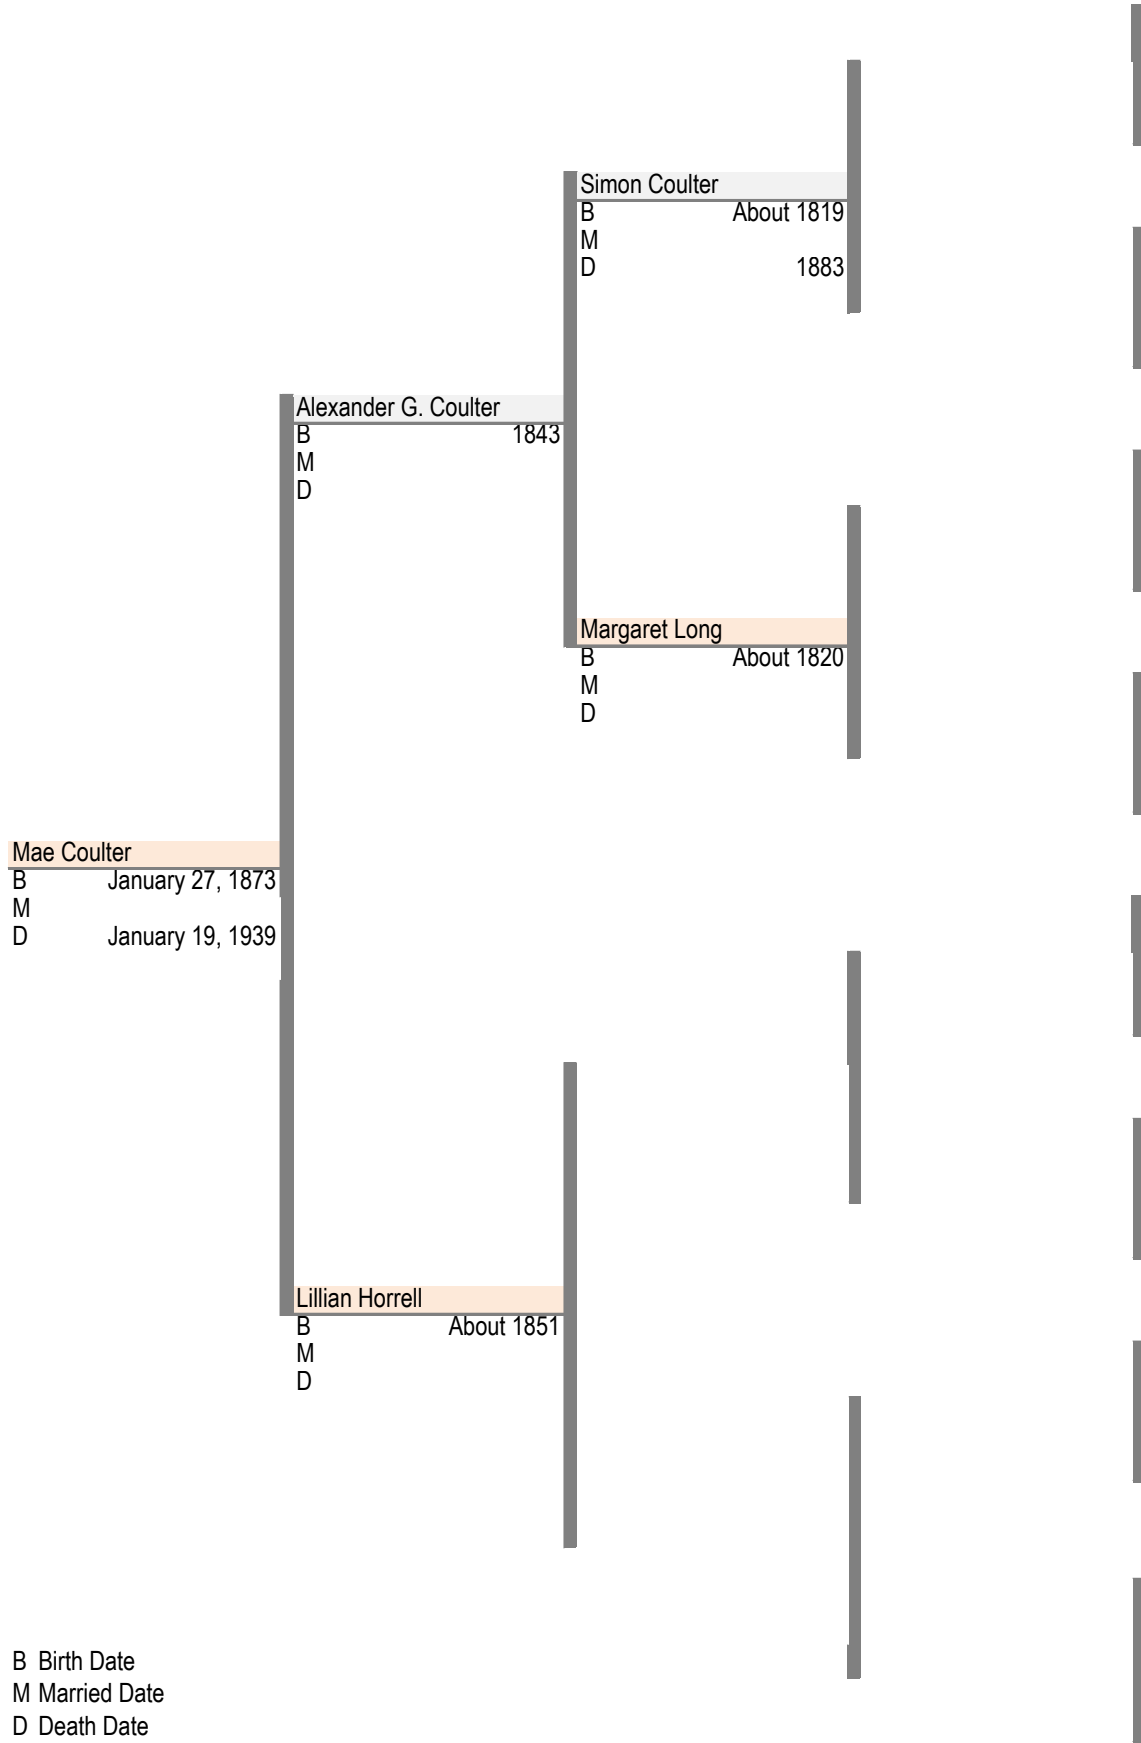 Simon Coulter
B About 1819
M
D 1883
Alexander G. Coulter
B 1843
M
D
Margaret Long
B About 1820
M
D
Mae Coulter
B January 27, 1873
M
D January 19, 1939
Lillian Horrell
B About 1851
M
D
B Birth Date
M Married Date
D Death Date